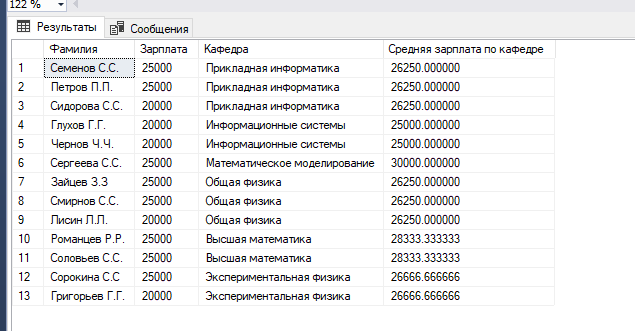 122 %
Результаты Сообщения
Фамилия Зарплата Кафедра Средняя зарплата по кафедре
1 Семенов С.С. 25000 Прикладная информатика 26250.000000
2 Петров П.П. 25000 Прикладная информатика 26250.000000
3 Сидорова С.С. 20000 Прикладная информатика 26250.000000
4 Глухов Г.Г. 20000 Информационные системы 25000.000000
5 Чернов Ч.Ч. 20000 Информационные системы 25000.000000
6 Сергеева С.С. 25000 Математическое моделирование 30000.000000
7 Зайцев З.З 25000 Общая физика 26250.000000
8 Смирнов С.С. 25000 Общая физика 26250.000000
9 Лисин Л.Л. 20000 Общая физика 26250.000000
10 Романцев Р.Р. 25000 Высшая математика 28333.333333
11 Соловьев С.С. 25000 Высшая математика 28333.333333
12 Сорокина С.С 25000 Экспериментальная физика 26666.666666
13 Григорьев Г.Г. 20000 Экспериментальная физика 26666.666666